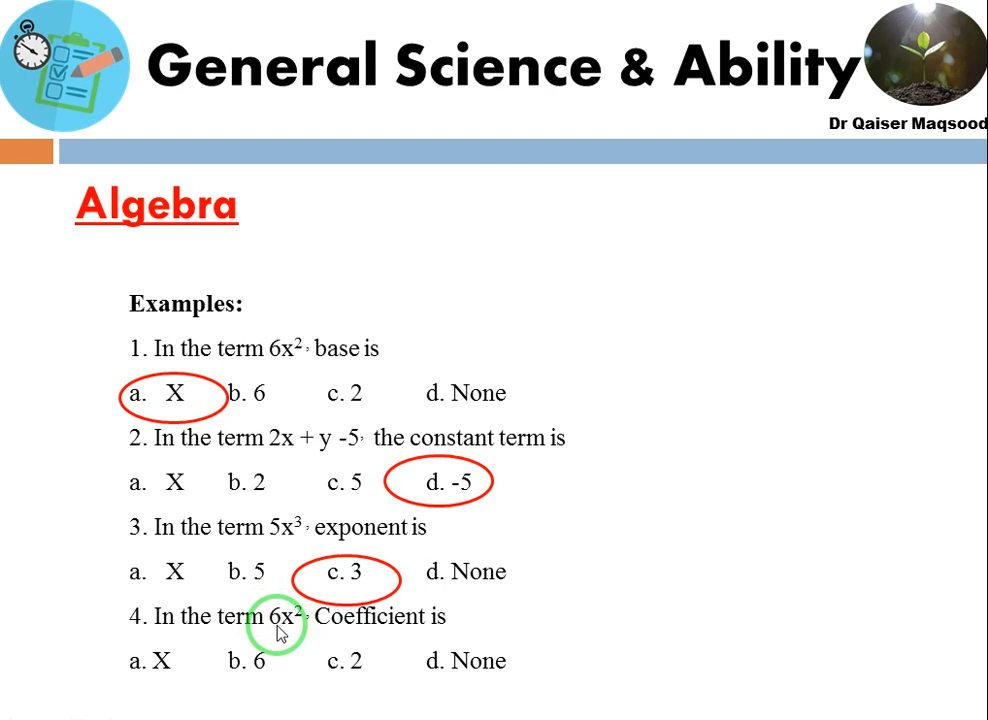 General Science & Ability
Dr Qaiser Maqsood
Algebra
Examples:
1. In the term 6x², base is
a. X b. 6 c. 2 d. None
2. In the term 2x + y -5, the constant term is
a. X b. 2 c. 5 d. -5
3. In the term 5x³, exponent is
a. X b. 5 c. 3 d. None
4. In the term 6x², Coefficient is
a. X b. 6 c. 2 d. None